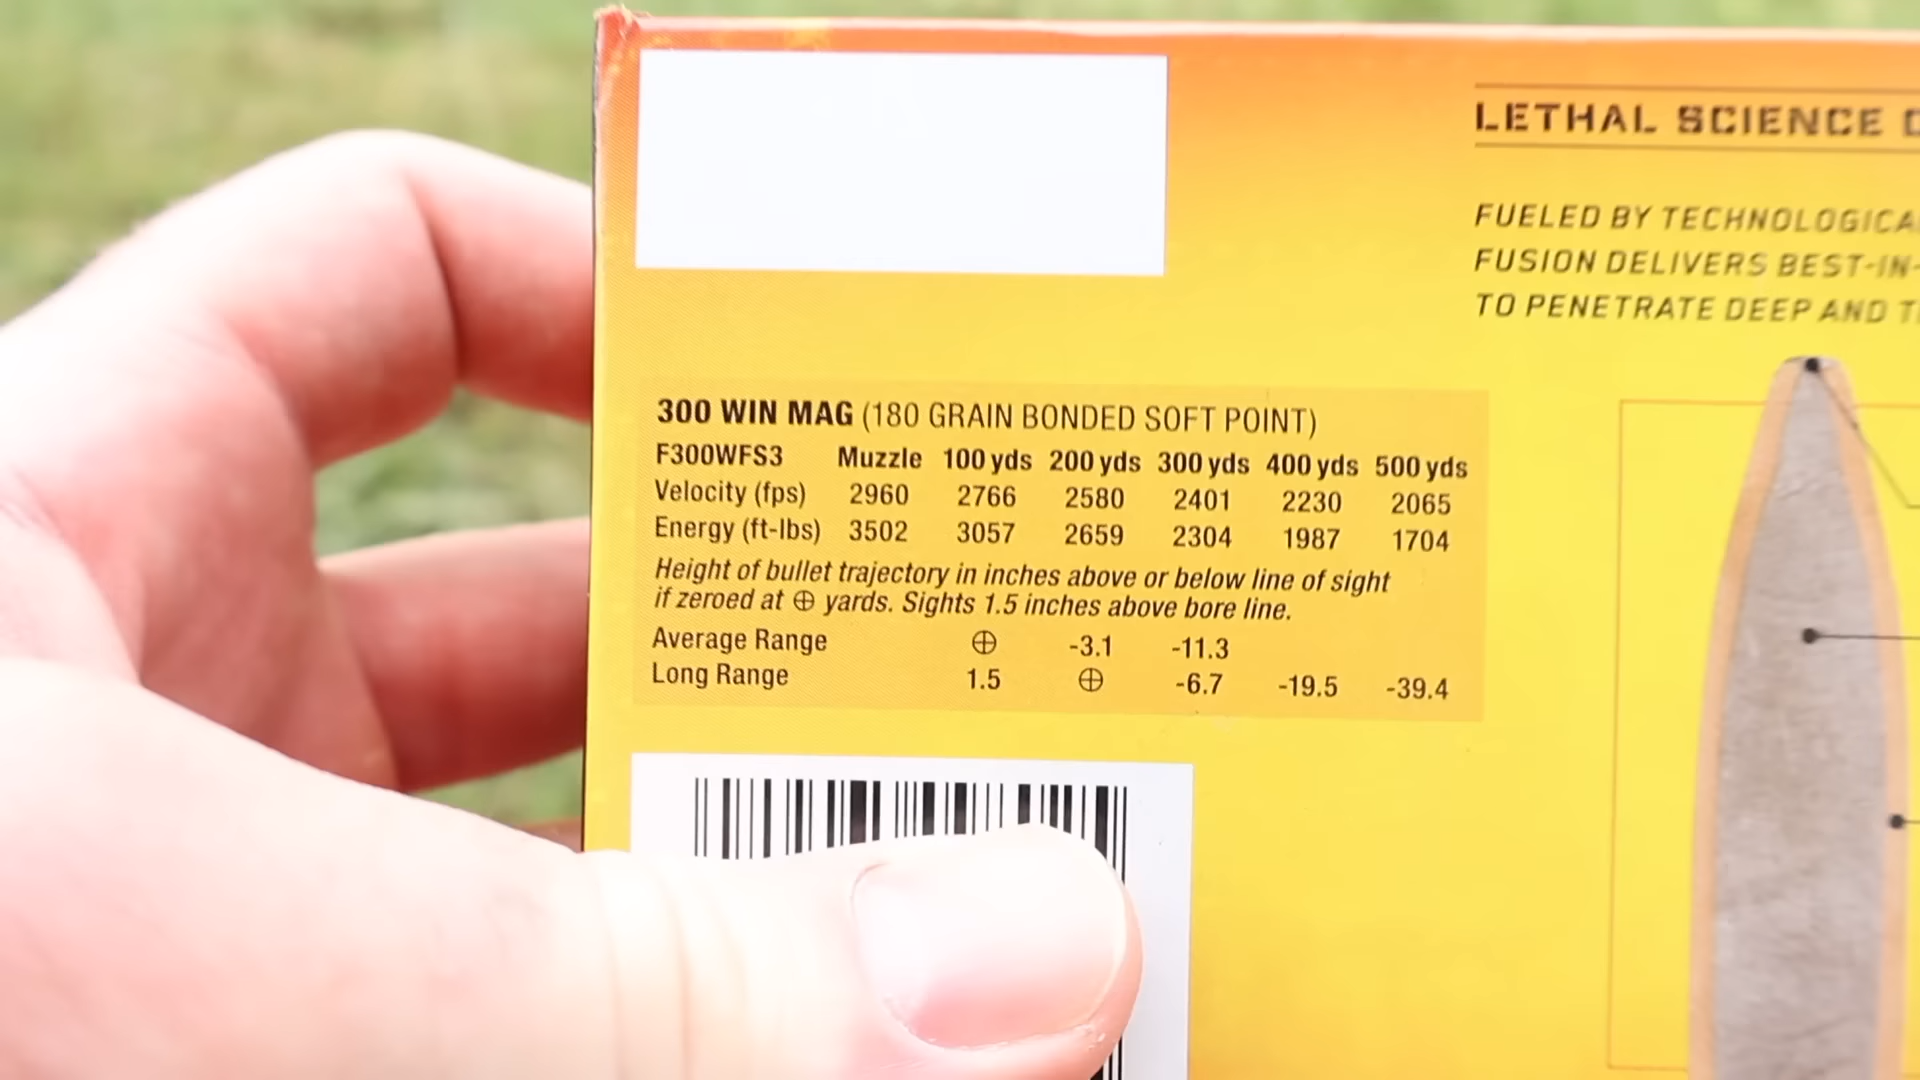 LETHAL SCIENCE
FUELED BY TECHNOLOGICA
FUSION DELIVERS BEST-IN-
TO PENETRATE DEEP AND
300 WIN MAG (180 GRAIN BONDED SOFT POINT)
F300WFS3 Muzzle 100 yds 200 yds 300 yds 400 yds 500 yds
Velocity (fps) 2960 2766 2580 2401 2230 2065
Energy (ft-lbs) 3502 3057 2659 2304 1987 1704
Height of bullet trajectory in inches above or below line of sight
if zeroed at ⊕ yards. Sights 1.5 inches above bore line.
Average Range ⊕ -3.1 -11.3
Long Range 1.5 ⊕ -6.7 -19.5 -39.4